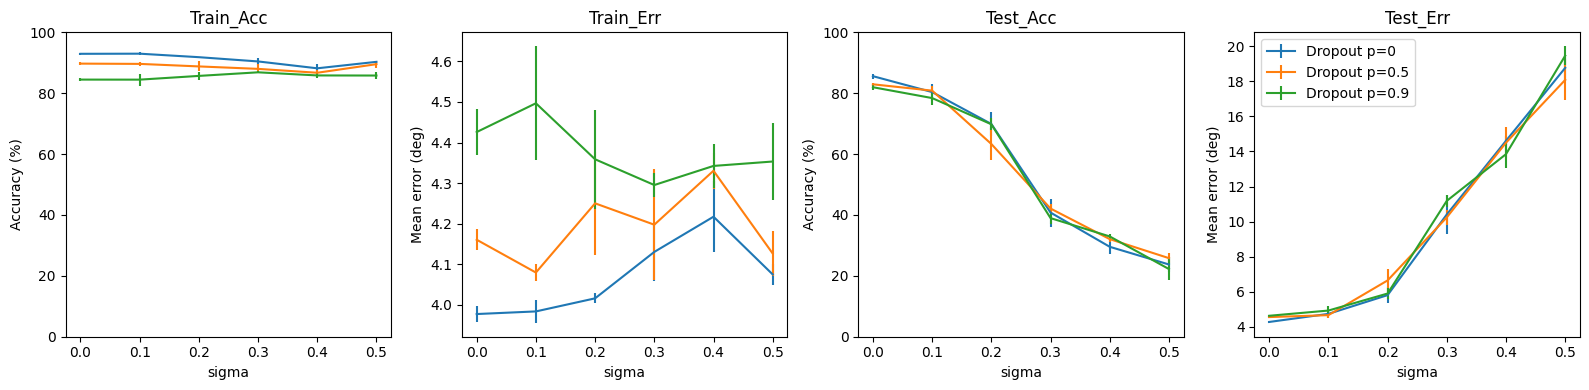 Train_Acc
Accuracy (%)
100
80
60
40
20
0
0.0 0.1 0.2 0.3 0.4 0.5
sigma
Train_Err
Mean error (deg)
4.6
4.5
4.4
4.3
4.2
4.1
4.0
0.0 0.1 0.2 0.3 0.4 0.5
sigma
Test_Acc
Accuracy (%)
100
80
60
40
20
0
0.0 0.1 0.2 0.3 0.4 0.5
sigma
Test_Err
Mean error (deg)
20
18
16
14
12
10
8
6
4
Dropout p=0
Dropout p=0.5
Dropout p=0.9
0.0 0.1 0.2 0.3 0.4 0.5
sigma